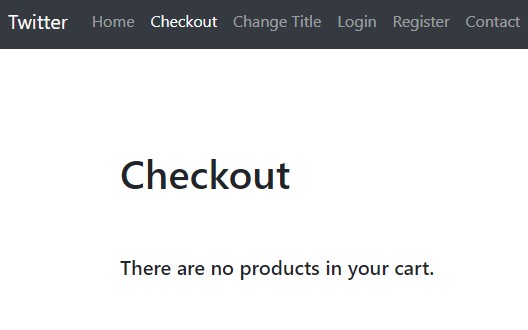 Twitter Home Checkout Change Title Login Register Contact
Checkout
There are no products in your cart.